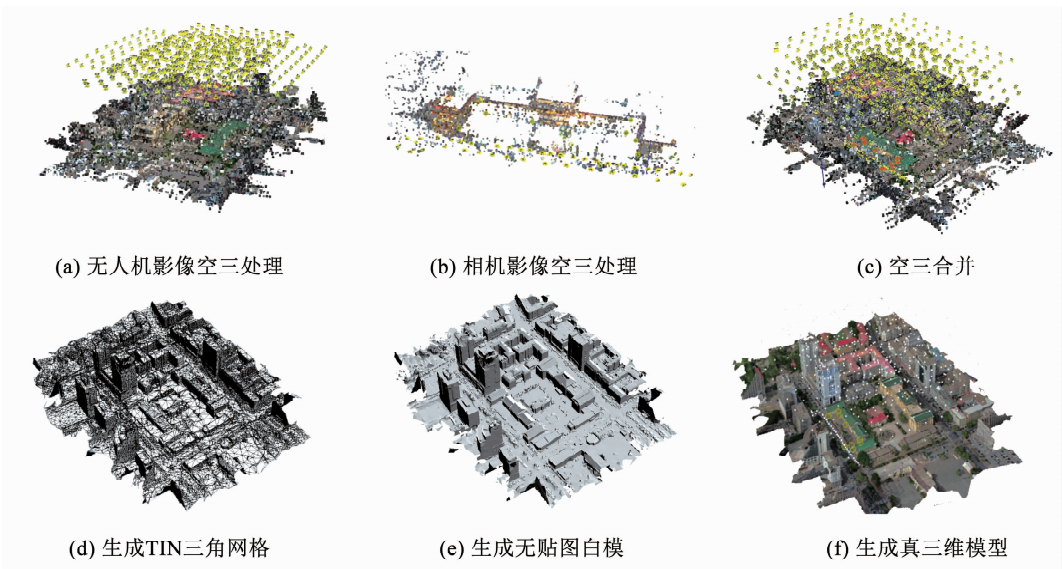 (a) 无人机影像空三处理
(b) 相机影像空三处理
(c) 空三合并
(d) 生成TIN三角网格
(e) 生成无贴图白模
(f) 生成真三维模型